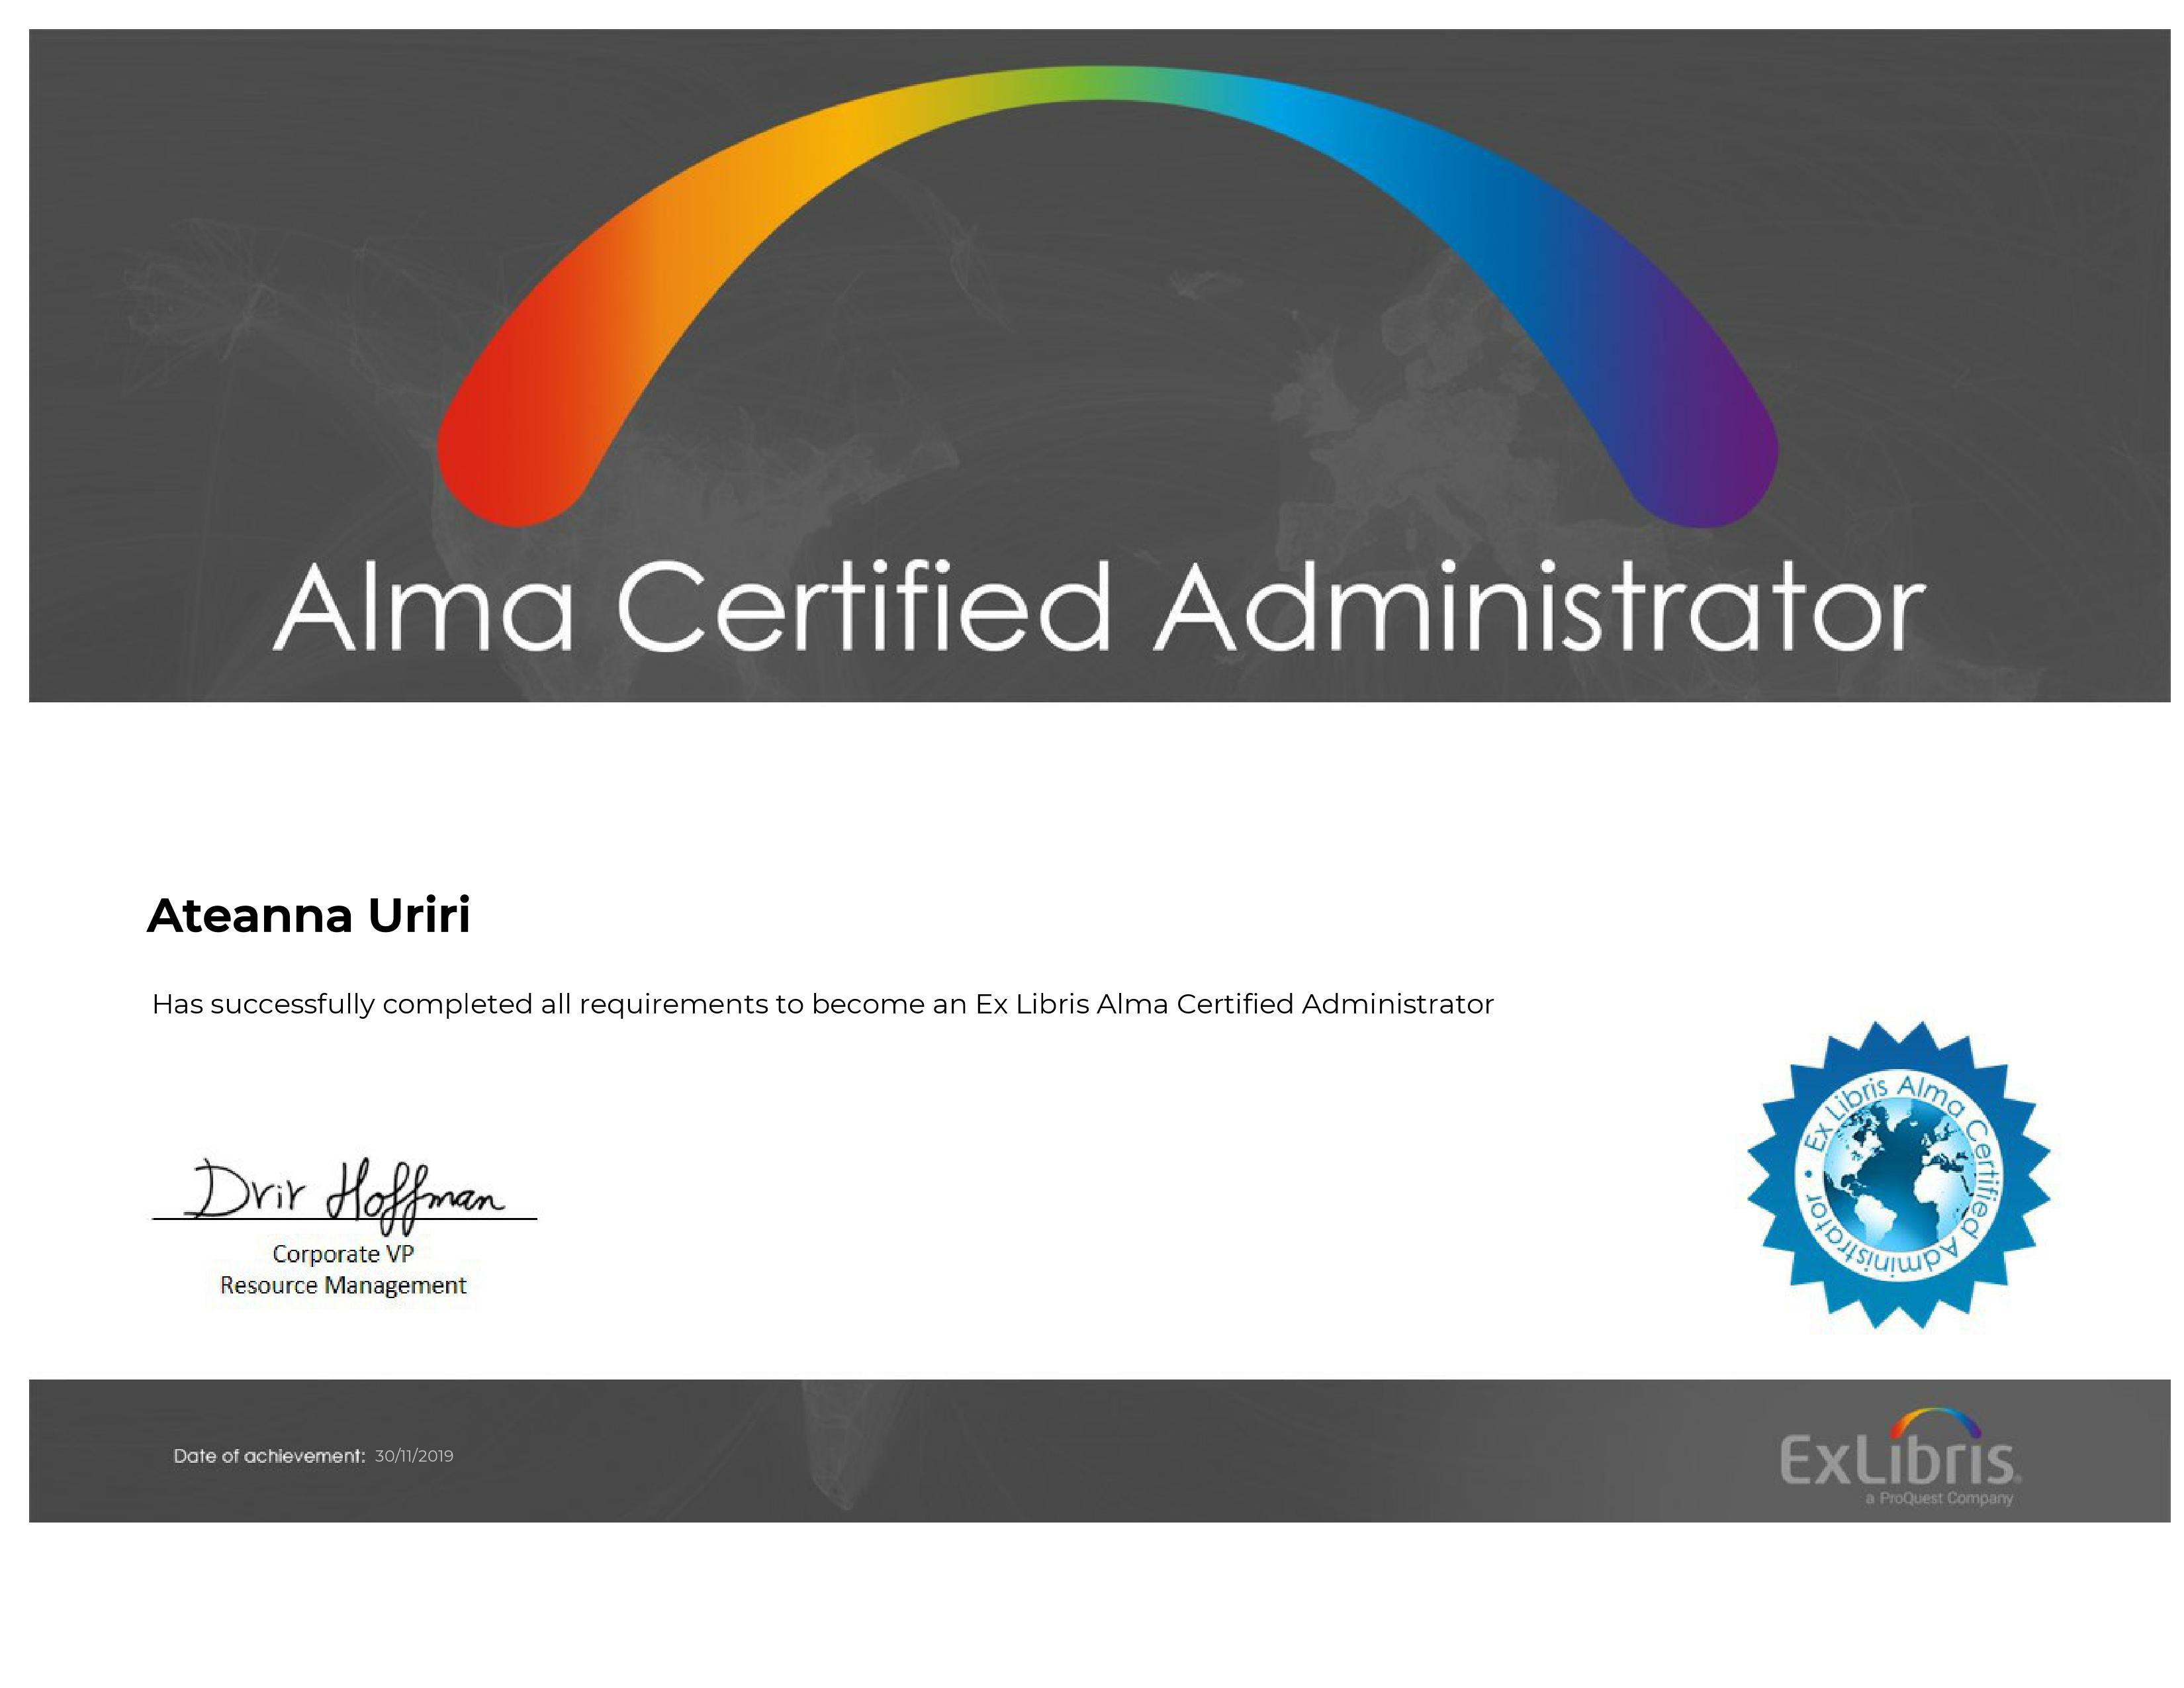 Alma Certified Administrator
Ateanna Uriri
Has successfully completed all requirements to become an Ex Libris Alma Certified Administrator
Drir Hoffman
Corporate VP
Resource Management
• Ex Libris Alma Certified Administrator
Date of achievement: 30/11/2019
ExLibris®
a ProQuest Company